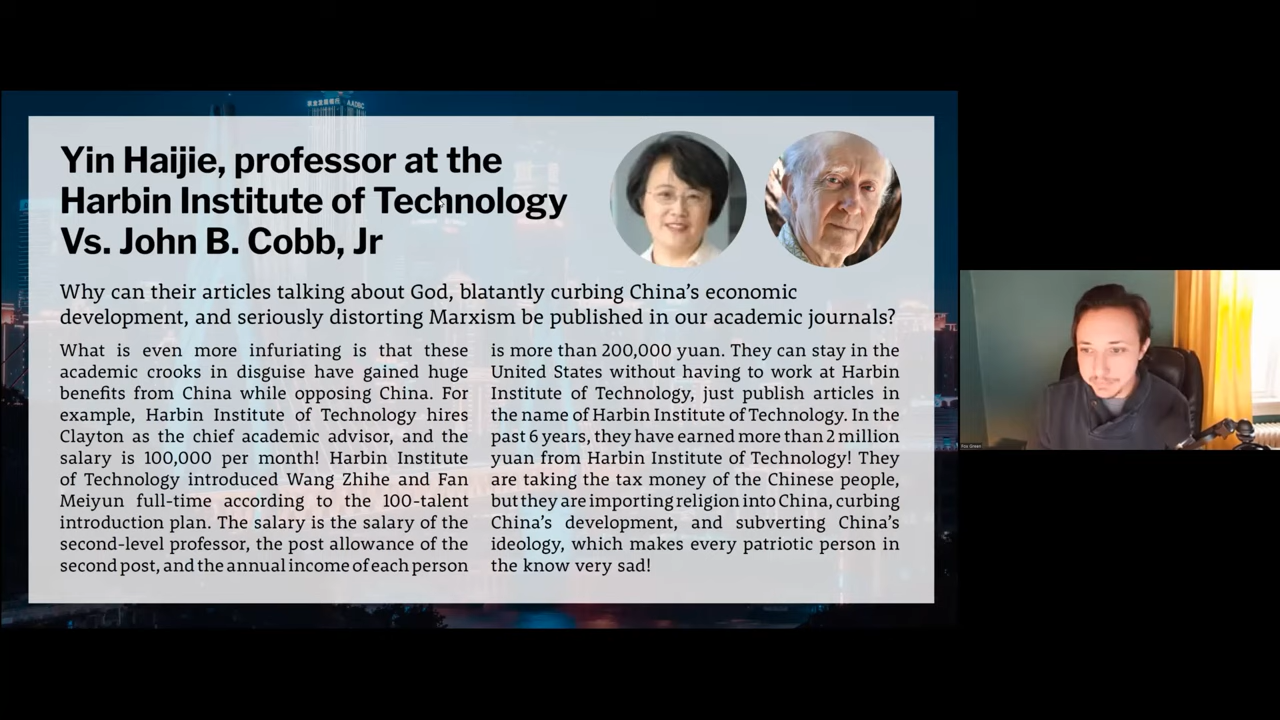 Yin Haijie, professor at the
Harbin Institute of Technology
Vs. John B. Cobb, Jr
Why can their articles talking about God, blatantly curbing China's economic
development, and seriously distorting Marxism be published in our academic journals?
What is even more infuriating is that these
academic crooks in disguise have gained huge
benefits from China while opposing China. For
example, Harbin Institute of Technology hires
Clayton as the chief academic advisor, and the
salary is 100,000 per month! Harbin Institute
of Technology introduced Wang Zhihe and Fan
Meiyun full-time according to the 100-talent
introduction plan. The salary is the salary of the
second-level professor, the post allowance of the
second post, and the annual income of each person
is more than 200,000 yuan. They can stay in the
United States without having to work at Harbin
Institute of Technology, just publish articles in
the name of Harbin Institute of Technology. In the
past 6 years, they have earned more than 2 million
yuan from Harbin Institute of Technology! They
are taking the tax money of the Chinese people,
but they are importing religion into China, curbing
China's development, and subverting China's
ideology, which makes every patriotic person in
the know very sad!